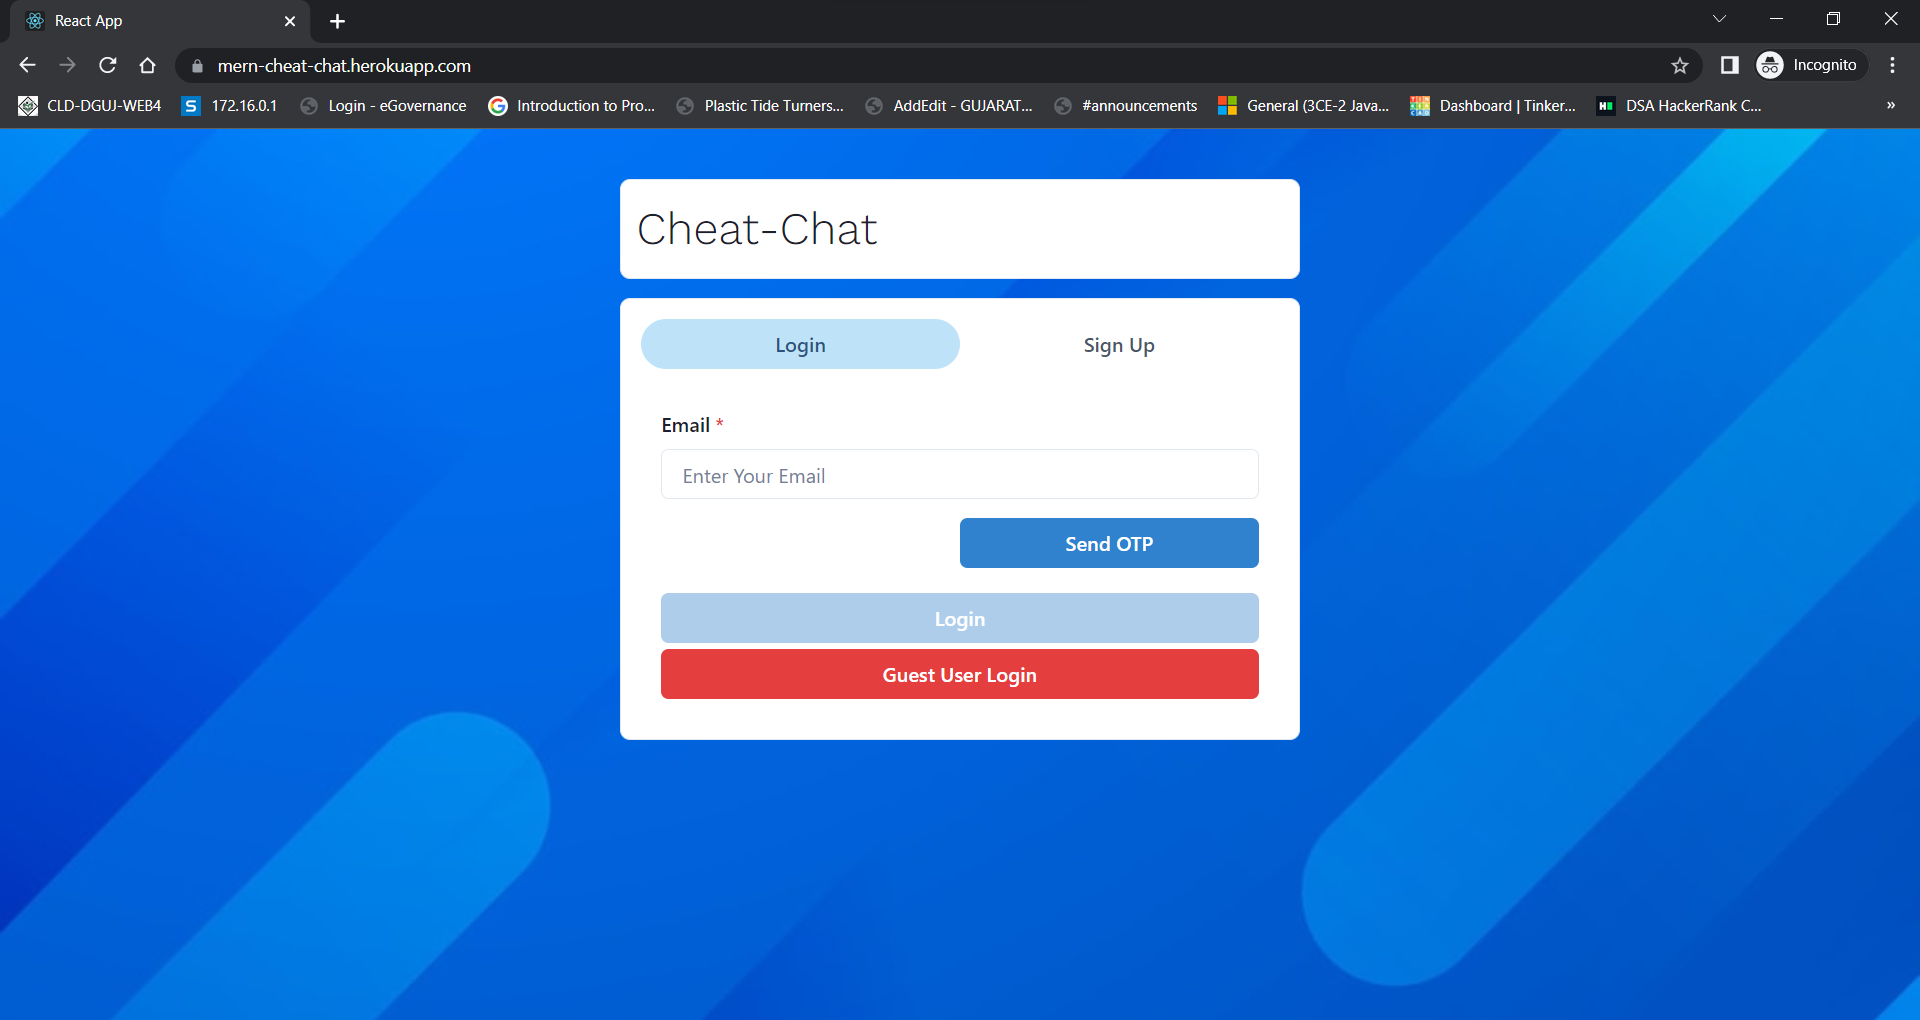 React App
mern-cheat-chat.herokuapp.com
Incognito
CLD-DGUJ-WEB4 S 172.16.0.1 Login - eGovernance Introduction to Pro... Plastic Tide Turners... AddEdit - GUJARAT... #announcements General (3CE-2 Java... Dashboard | Tinker... DSA HackerRank C... »
Cheat-Chat
Login Sign Up
Email *
Enter Your Email
Send OTP
Login
Guest User Login